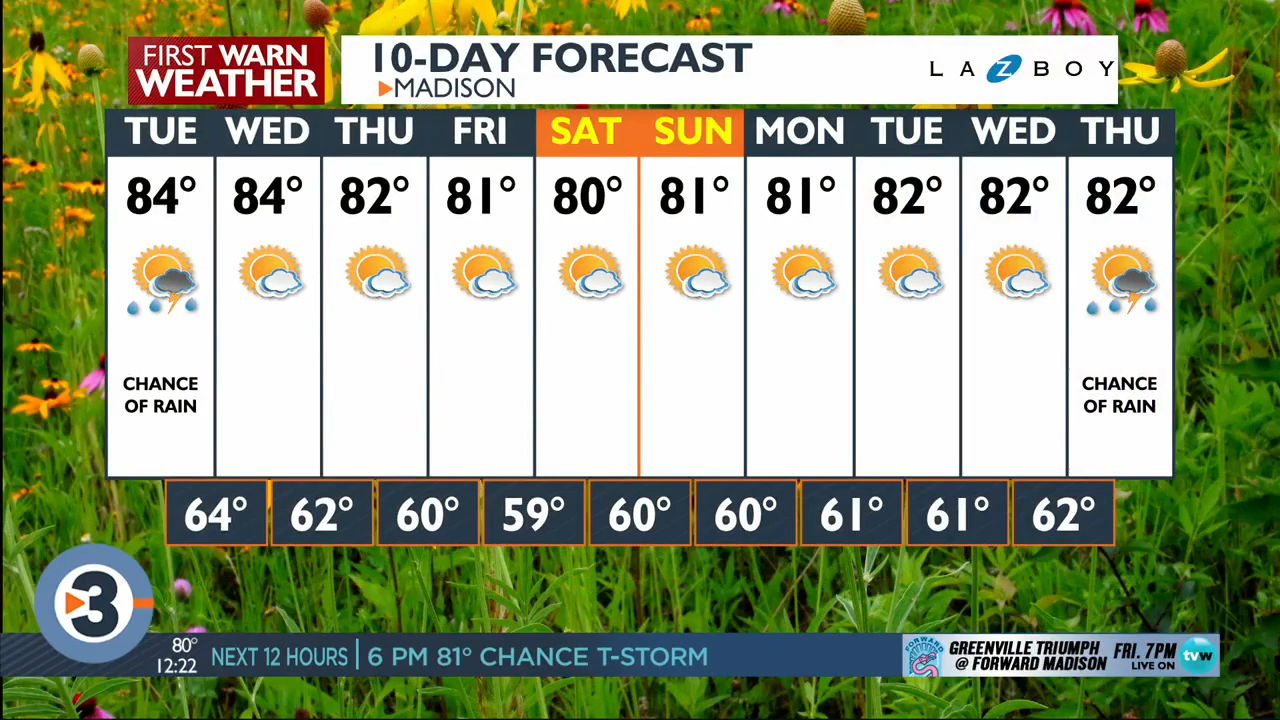 FIRST WARN
WEATHER
10-DAY FORECAST
MADISON
LA Z BOY
TUE WED THU FRI SAT SUN MON TUE WED THU
84° 84° 82° 81° 80° 81° 81° 82° 82° 82°
CHANCE
OF RAIN
CHANCE
OF RAIN
64° 62° 60° 59° 60° 60° 61° 61° 62°
3
80°
12:22
NEXT 12 HOURS
6 PM 81° CHANCE T-STORM
FORWARD
GREENVILLE TRIUMPH
@ FORWARD MADISON
FRI. 7PM
LIVE ON
tvw